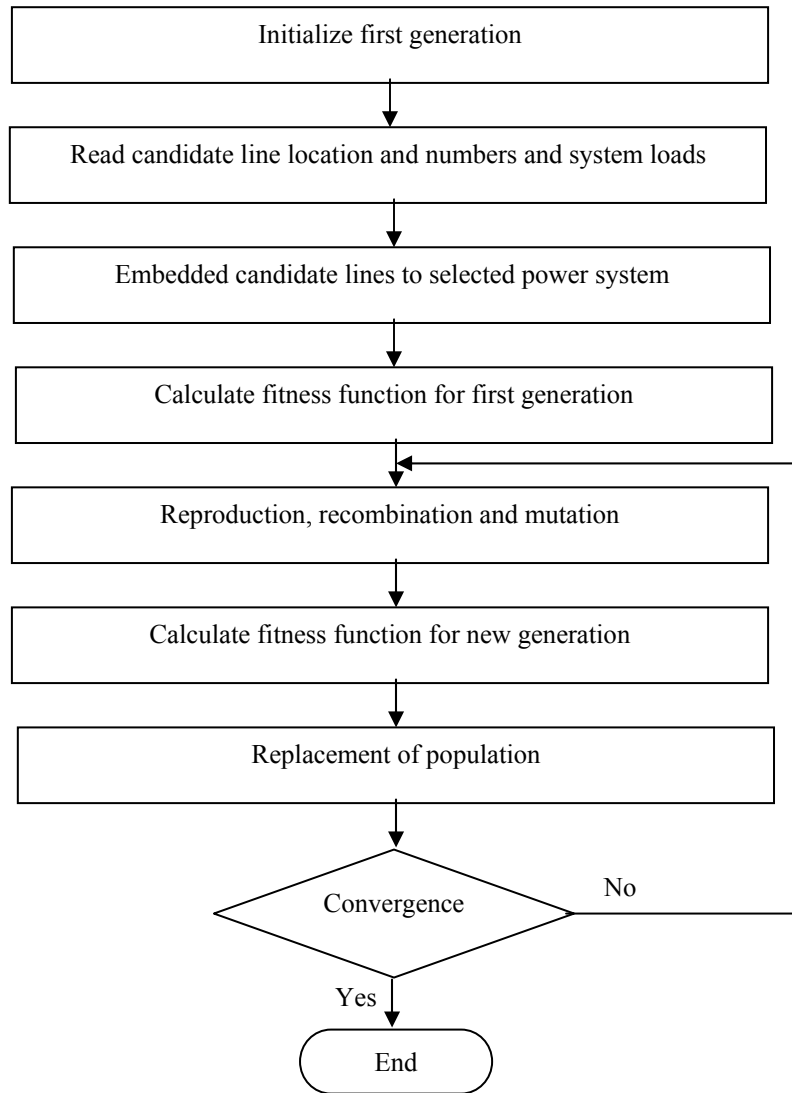 Initialize first generation
Read candidate line location and numbers and system loads
Embedded candidate lines to selected power system
Calculate fitness function for first generation
Reproduction, recombination and mutation
Calculate fitness function for new generation
Replacement of population
Convergence
No
Yes
End